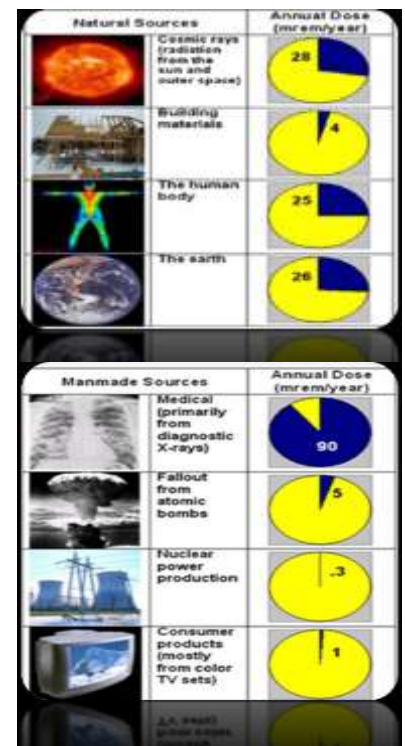 Natural Sources
Annual Dose
(mrem/year)
Cosmic rays
(radiation
from the
sun and
outer space)
28
Building
materials
4
The human
body
25
The earth
26
Manmade Sources
Annual Dose
(mrem/year)
Medical
(primarily
from
diagnostic
X-rays)
90
Fallout
from
atomic
bombs
5
Nuclear
power
production
.3
Consumer
products
(mostly
from color
TV sets)
1